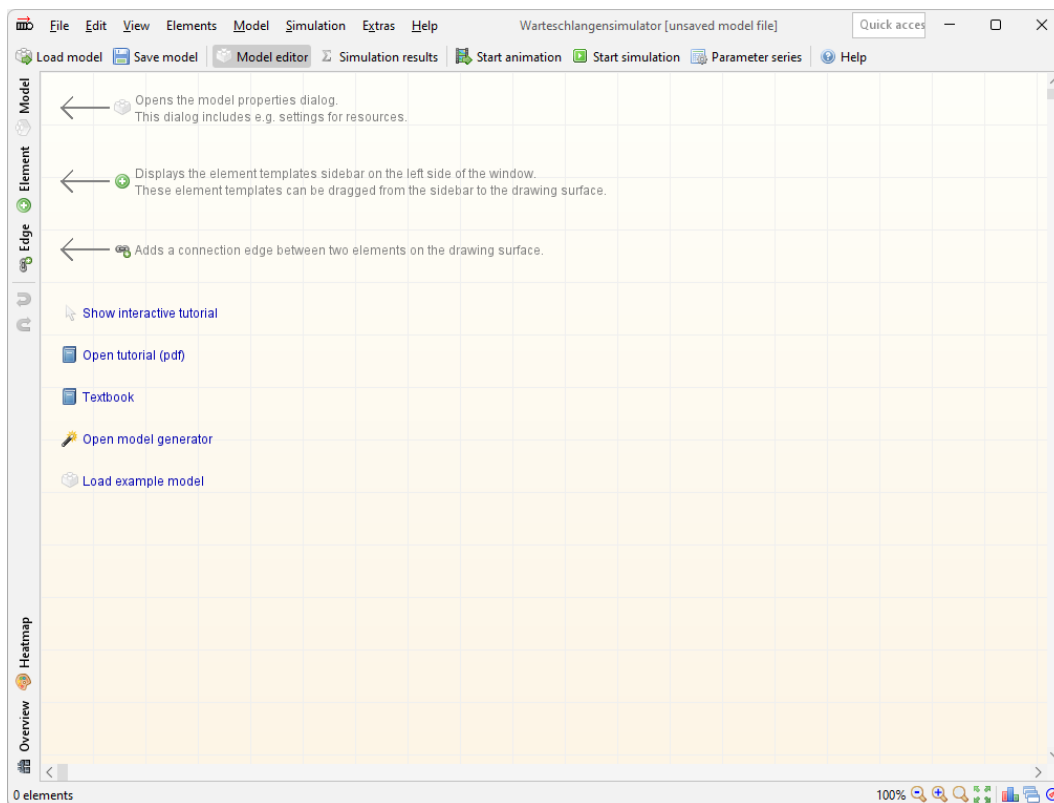 File Edit View Elements Model Simulation Extras Help Warteschlangensimulator [unsaved model file] Quick acces
Load model Save model Model editor Σ Simulation results Start animation Start simulation Parameter series Help
Model
Element
Edge
Opens the model properties dialog.
This dialog includes e.g. settings for resources.
Displays the element templates sidebar on the left side of the window.
These element templates can be dragged from the sidebar to the drawing surface.
Adds a connection edge between two elements on the drawing surface.
Show interactive tutorial
Open tutorial (pdf)
Textbook
Open model generator
Load example model
Heatmap
Overview
0 elements 100%